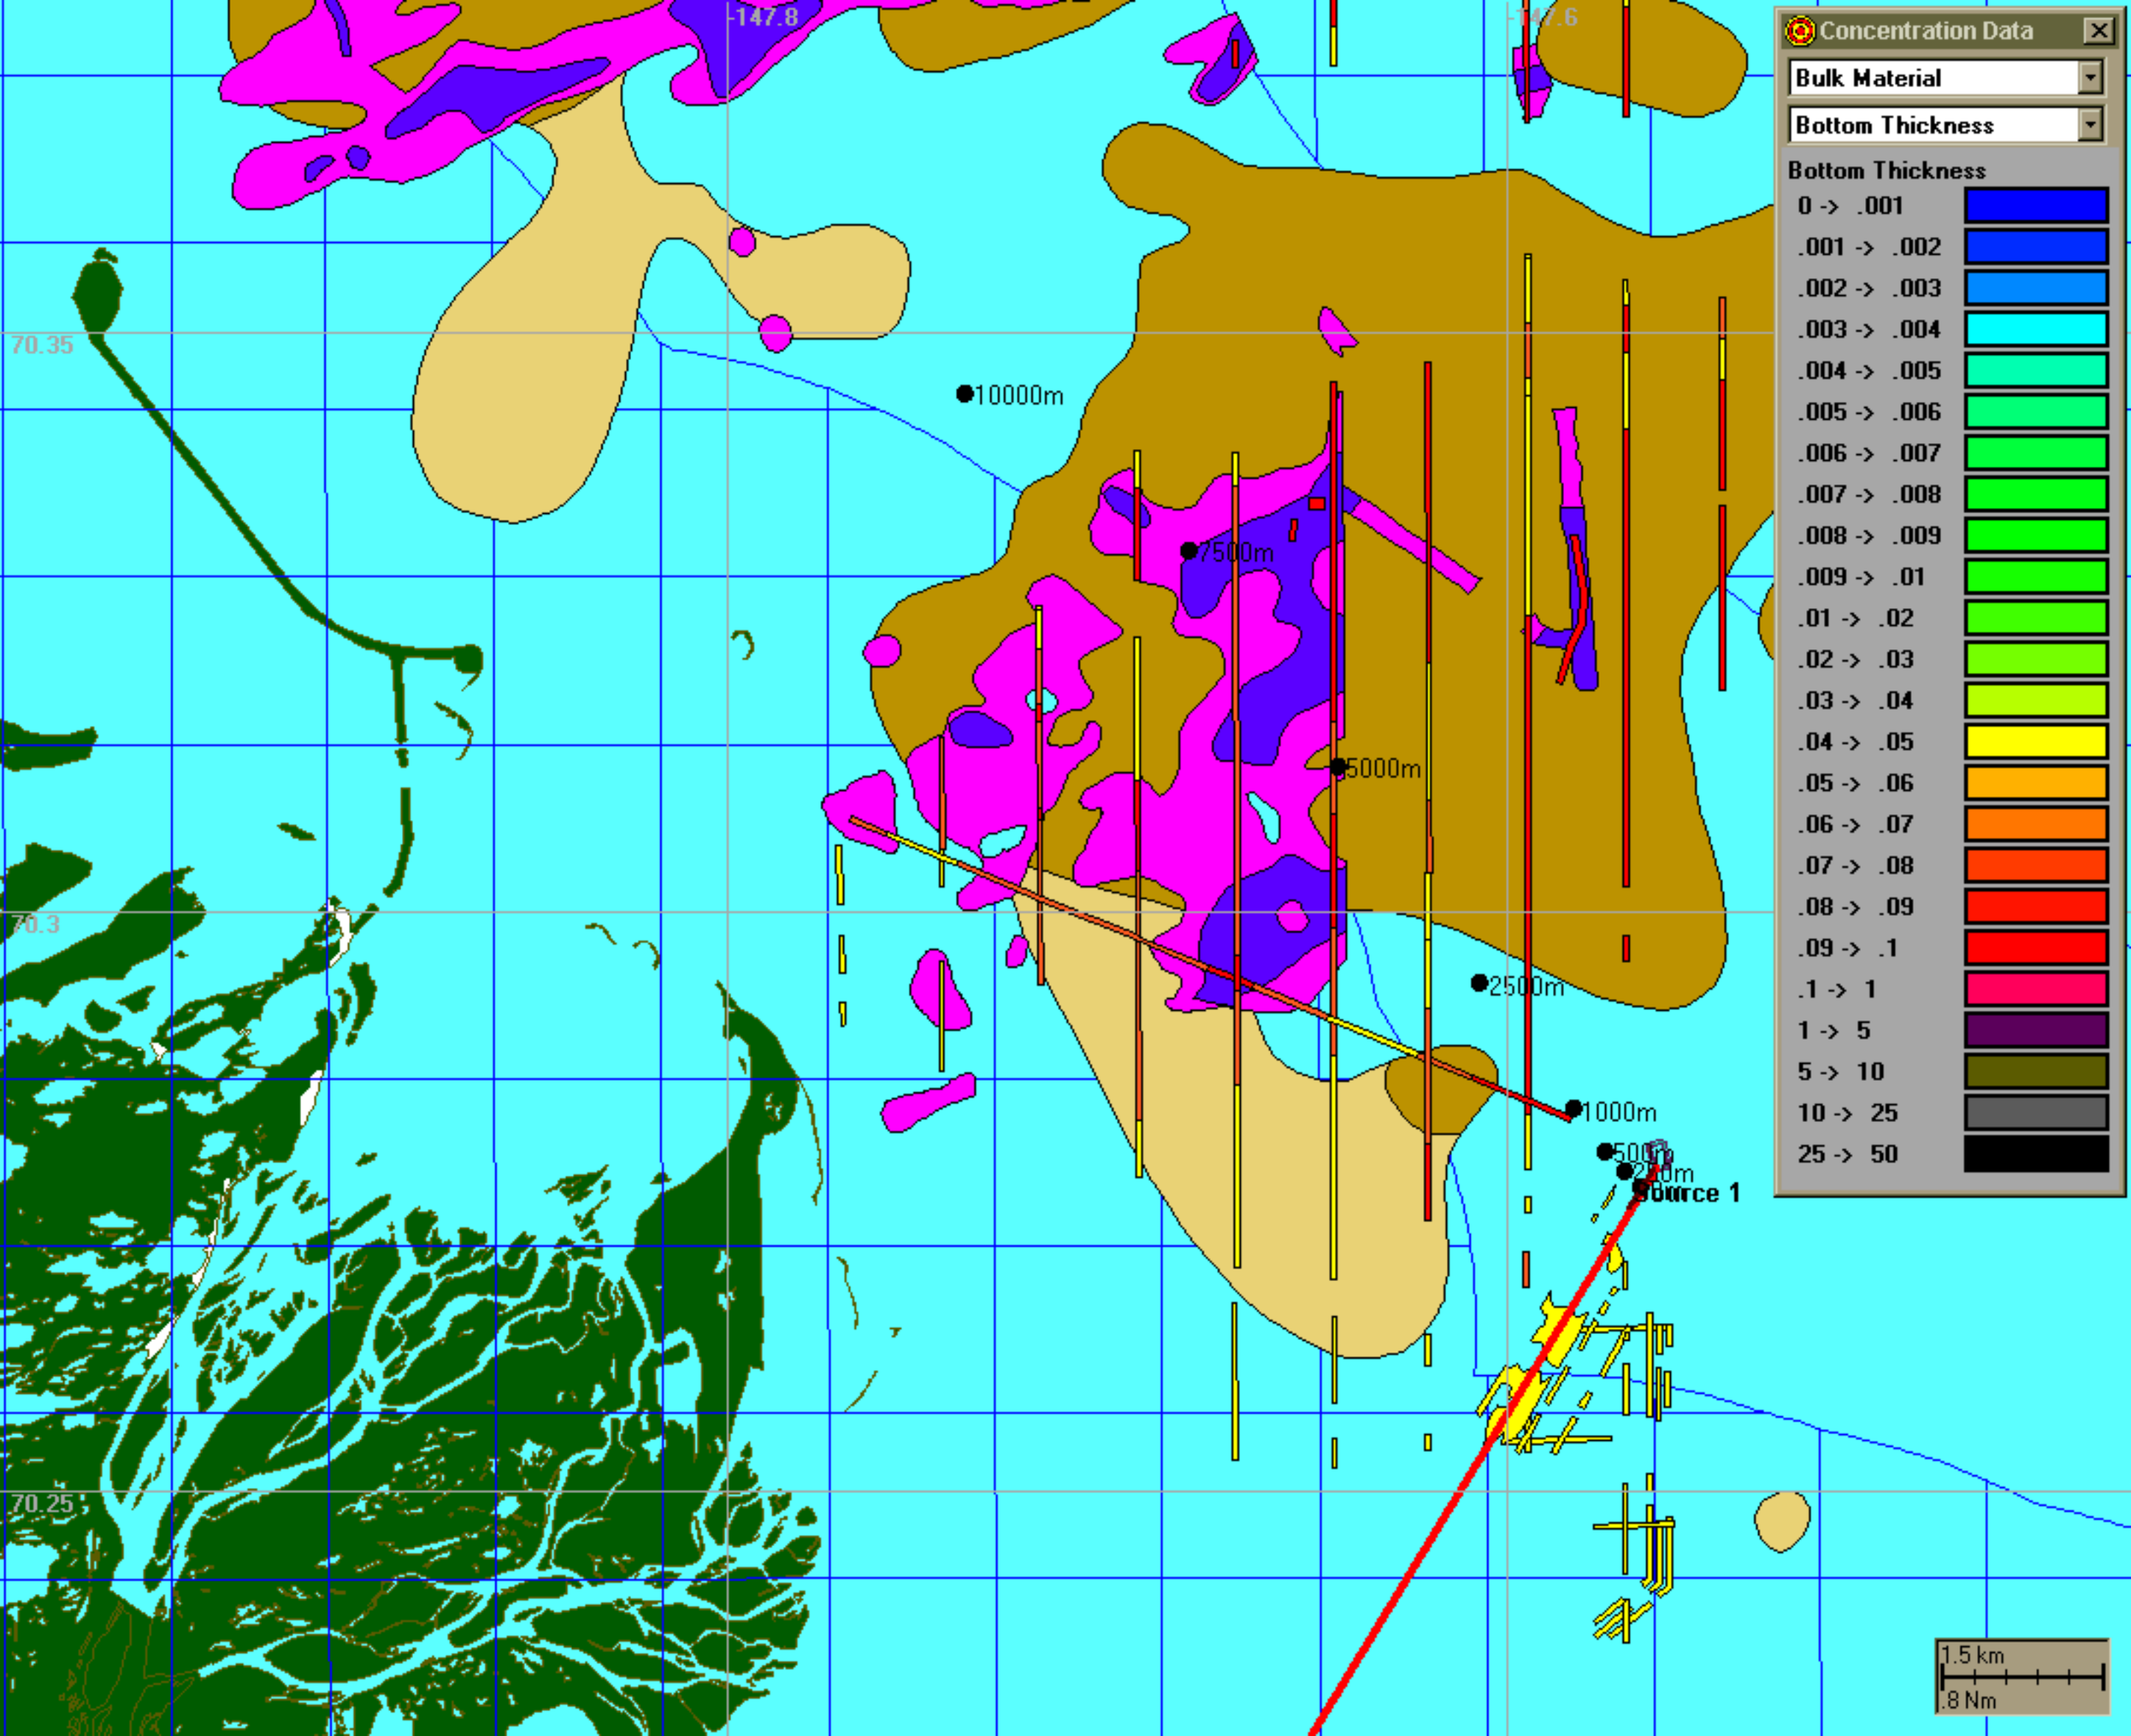 -147.8
-147.6
70.35
10000m
7500m
5000m
70.3
2500m
1000m
500m
Source 1
70.25
Concentration Data
Bulk Material
Bottom Thickness
Bottom Thickness
0 -> .001
.001 -> .002
.002 -> .003
.003 -> .004
.004 -> .005
.005 -> .006
.006 -> .007
.007 -> .008
.008 -> .009
.009 -> .01
.01 -> .02
.02 -> .03
.03 -> .04
.04 -> .05
.05 -> .06
.06 -> .07
.07 -> .08
.08 -> .09
.09 -> .1
.1 -> 1
1 -> 5
5 -> 10
10 -> 25
25 -> 50
1.5 km
.8 Nm